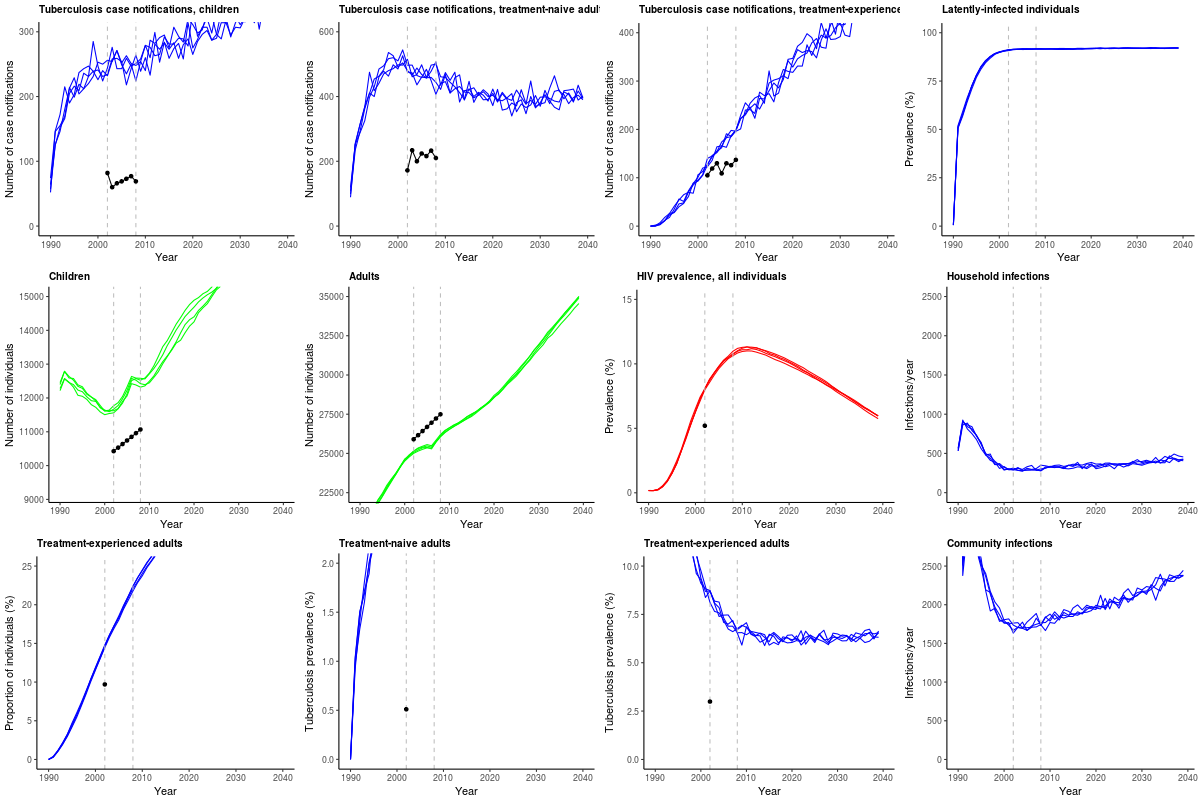 Tuberculosis case notifications, children
Number of case notifications
300
200
100
0
1990 2000 2010 2020 2030 2040
Year
Tuberculosis case notifications, treatment-naive adul
Number of case notifications
600
400
200
0
1990 2000 2010 2020 2030 2040
Year
Tuberculosis case notifications, treatment-experience
Number of case notifications
400
300
200
100
0
1990 2000 2010 2020 2030 2040
Year
Latently-infected individuals
Prevalence (%)
100
75
50
25
0
1990 2000 2010 2020 2030 2040
Year
Children
Number of individuals
15000
14000
13000
12000
11000
10000
9000
1990 2000 2010 2020 2030 2040
Year
Adults
Number of individuals
35000
32500
30000
27500
25000
22500
1990 2000 2010 2020 2030 2040
Year
HIV prevalence, all individuals
Prevalence (%)
15
10
5
0
1990 2000 2010 2020 2030 2040
Year
Household infections
Infections/year
2500
2000
1500
1000
500
0
1990 2000 2010 2020 2030 2040
Year
Treatment-experienced adults
Proportion of individuals (%)
25
20
15
10
5
0
1990 2000 2010 2020 2030 2040
Year
Treatment-naive adults
Tuberculosis prevalence (%)
2.0
1.5
1.0
0.5
0.0
1990 2000 2010 2020 2030 2040
Year
Treatment-experienced adults
Tuberculosis prevalence (%)
10.0
7.5
5.0
2.5
0.0
1990 2000 2010 2020 2030 2040
Year
Community infections
Infections/year
2500
2000
1500
1000
500
0
1990 2000 2010 2020 2030 2040
Year